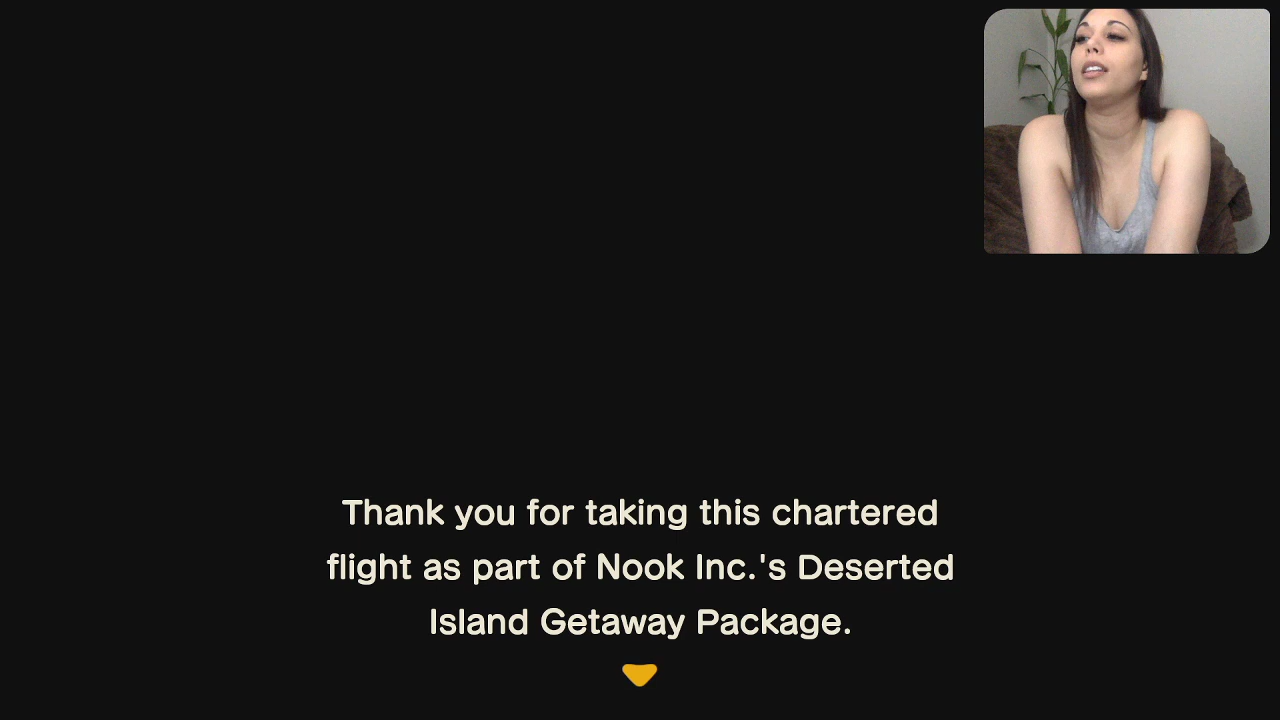 Thank you for taking this chartered
flight as part of Nook Inc.'s Deserted
Island Getaway Package.